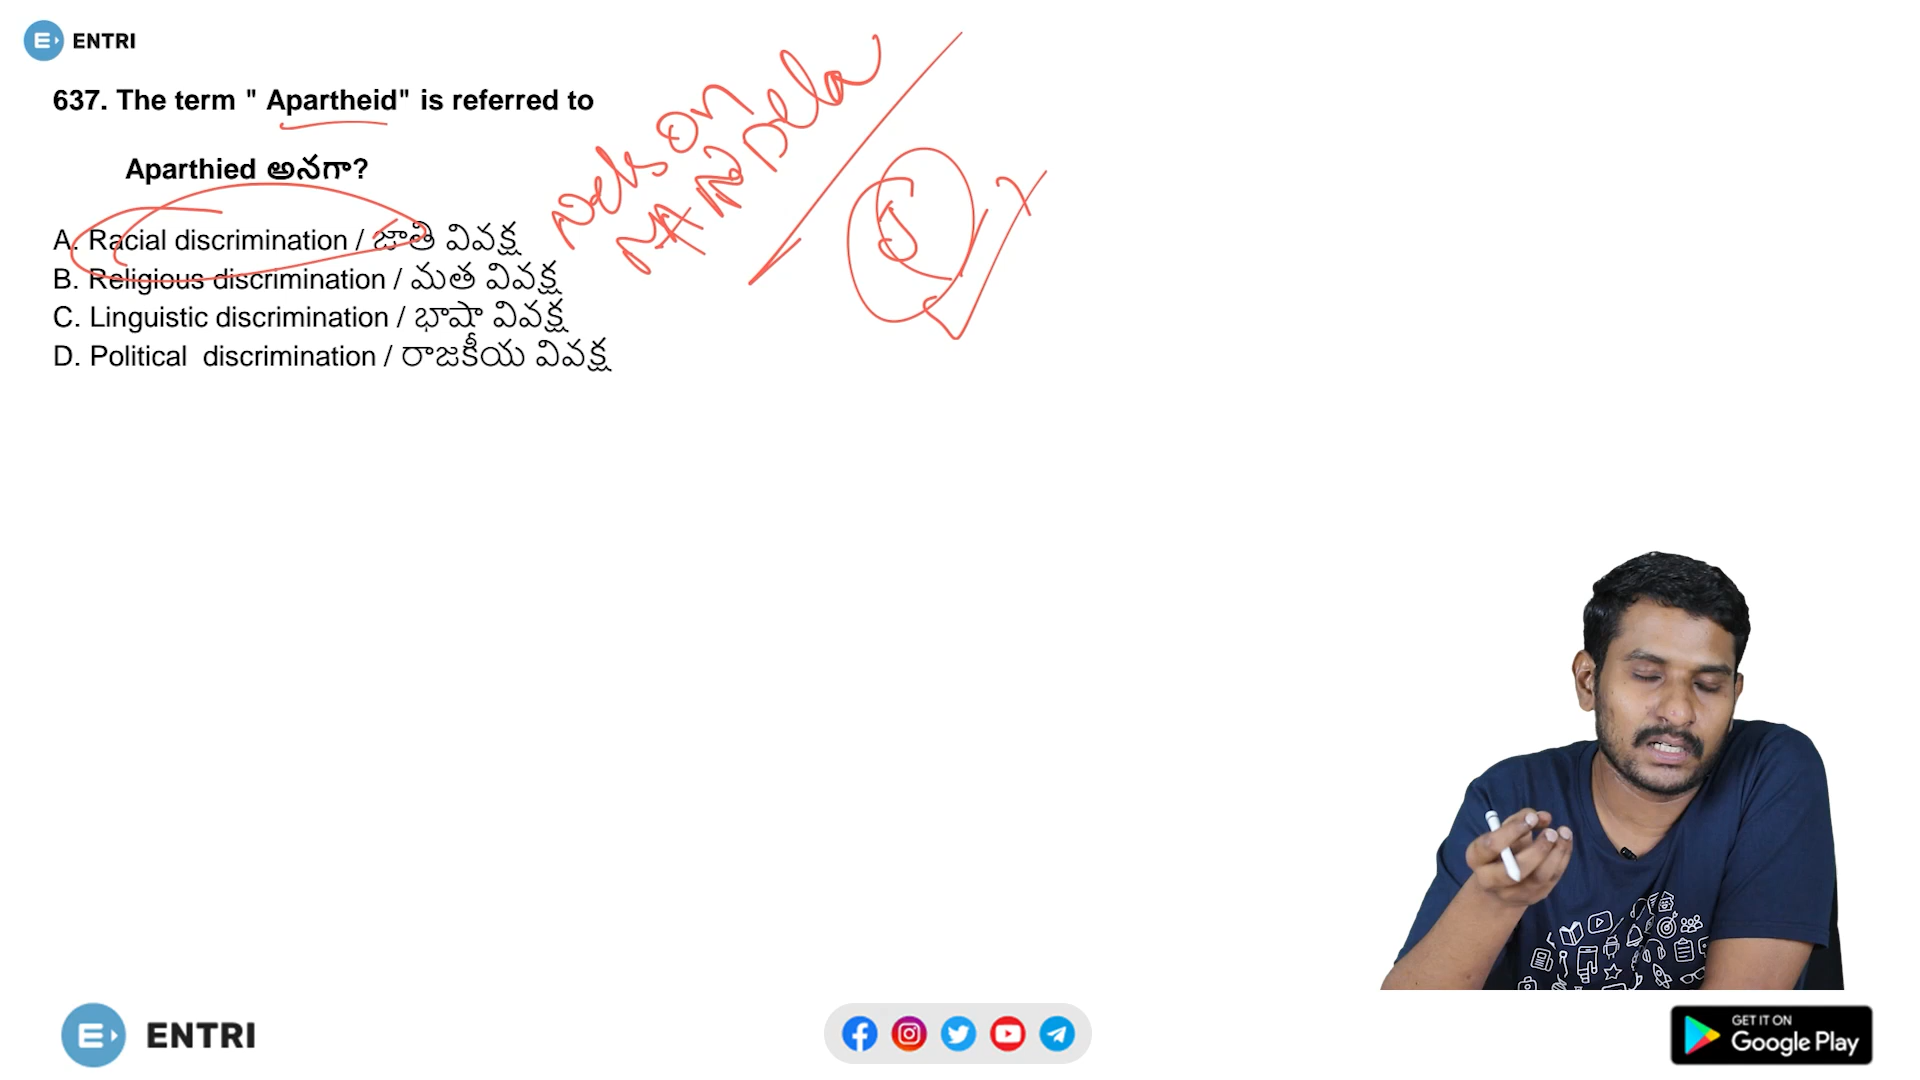 ENTRI
637. The term " Apartheid" is referred to
Aparthied అనగా?
A. Racial discrimination / జాతి వివక్ష
B. Religious discrimination / మత వివక్ష
C. Linguistic discrimination / భాషా వివక్ష
D. Political discrimination / రాజకీయ వివక్ష
Nelson
MANDela
ENTRI
GET IT ON
Google Play